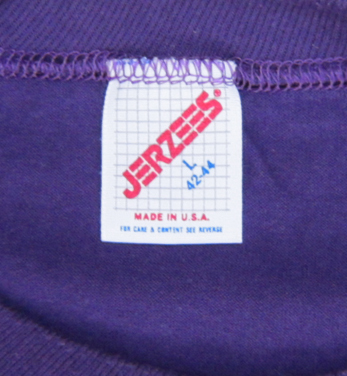 JERZEES®
L
42-44
MADE IN U.S.A.
FOR CARE & CONTENT SEE REVERSE